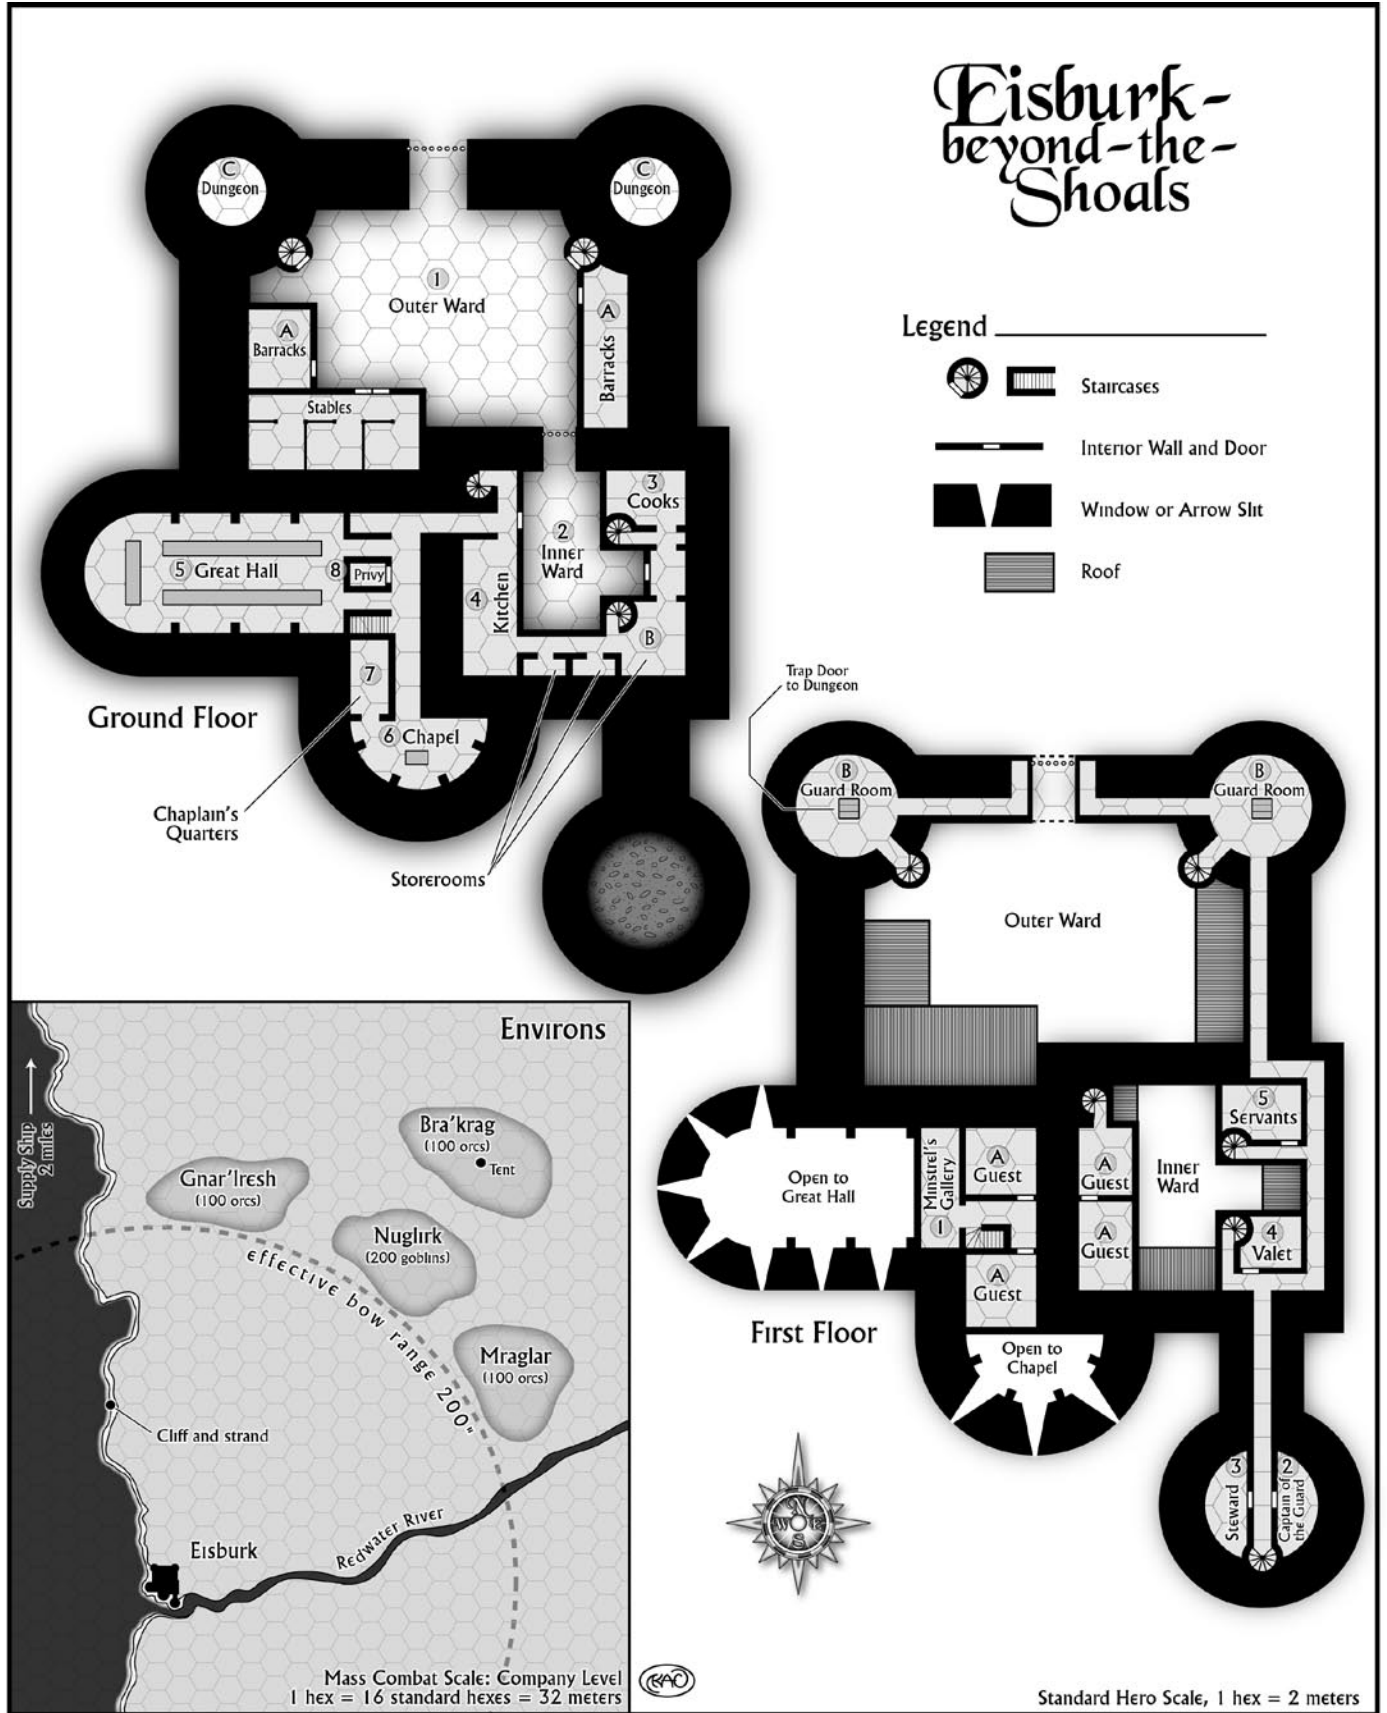 Eisburk-
beyond-the-
Shoals
C
Dungeon
C
Dungeon
1
Outer Ward
A
Barracks
A
Barracks
Stables
3
Cooks
2
Inner
Ward
5 Great Hall
8
Privy
4
Kitchen
B
7
6 Chapel
Ground Floor
Chaplain's
Quarters
Storerooms
Legend
Staircases
Interior Wall and Door
Window or Arrow Slit
Roof
Trap Door
to Dungeon
B
Guard Room
B
Guard Room
Outer Ward
Open to
Great Hall
Minstrel's
Gallery
1
A
Guest
A
Guest
A
Guest
A
Guest
Inner
Ward
5
Servants
4
Valet
First Floor
Open to
Chapel
3
Steward
2
Captain of
the Guard
N
W E
S
Environs
Supply Ship
2 miles
Bra'krag
(100 orcs)
Tent
Gnar'lresh
(100 orcs)
Nuglirk
(200 goblins)
effective bow range 200"
Mraglar
(100 orcs)
Cliff and strand
Eisburk
Redwater River
Mass Combat Scale: Company Level
1 hex = 16 standard hexes = 32 meters
Standard Hero Scale, 1 hex = 2 meters